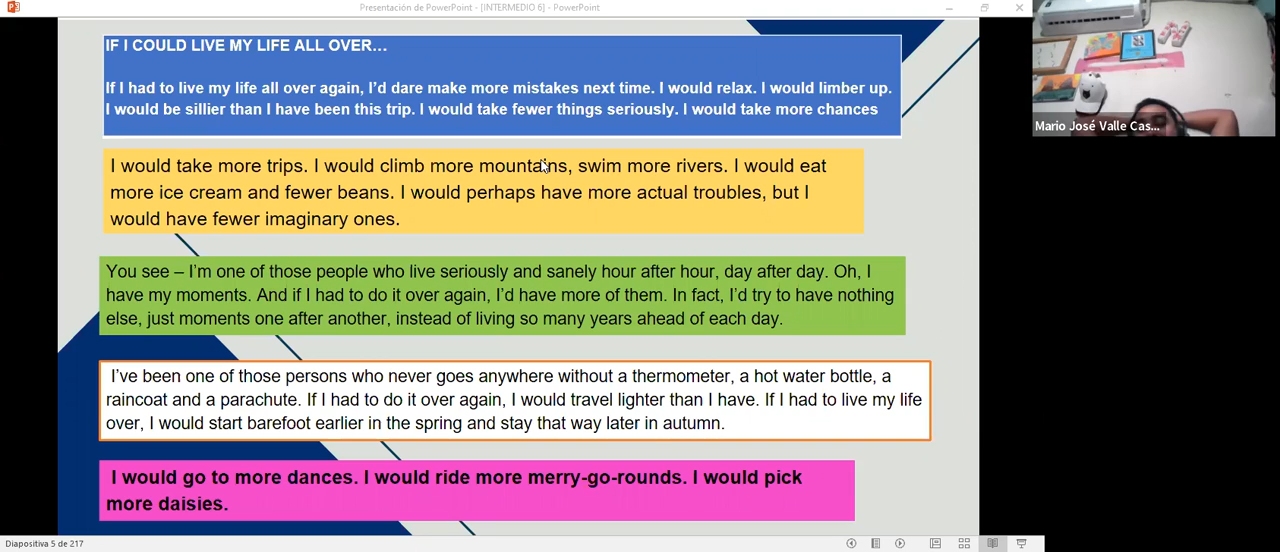 Presentación de PowerPoint - [INTERMEDIO 6] - PowerPoint
IF I COULD LIVE MY LIFE ALL OVER…
If I had to live my life all over again, I’d dare make more mistakes next time. I would relax. I would limber up.
I would be sillier than I have been this trip. I would take fewer things seriously. I would take more chances
I would take more trips. I would climb more mountains, swim more rivers. I would eat
more ice cream and fewer beans. I would perhaps have more actual troubles, but I
would have fewer imaginary ones.
You see – I’m one of those people who live seriously and sanely hour after hour, day after day. Oh, I
have my moments. And if I had to do it over again, I’d have more of them. In fact, I’d try to have nothing
else, just moments one after another, instead of living so many years ahead of each day.
I’ve been one of those persons who never goes anywhere without a thermometer, a hot water bottle, a
raincoat and a parachute. If I had to do it over again, I would travel lighter than I have. If I had to live my life
over, I would start barefoot earlier in the spring and stay that way later in autumn.
I would go to more dances. I would ride more merry-go-rounds. I would pick
more daisies.
Mario José Valle Cas...
Diapositiva 5 de 217